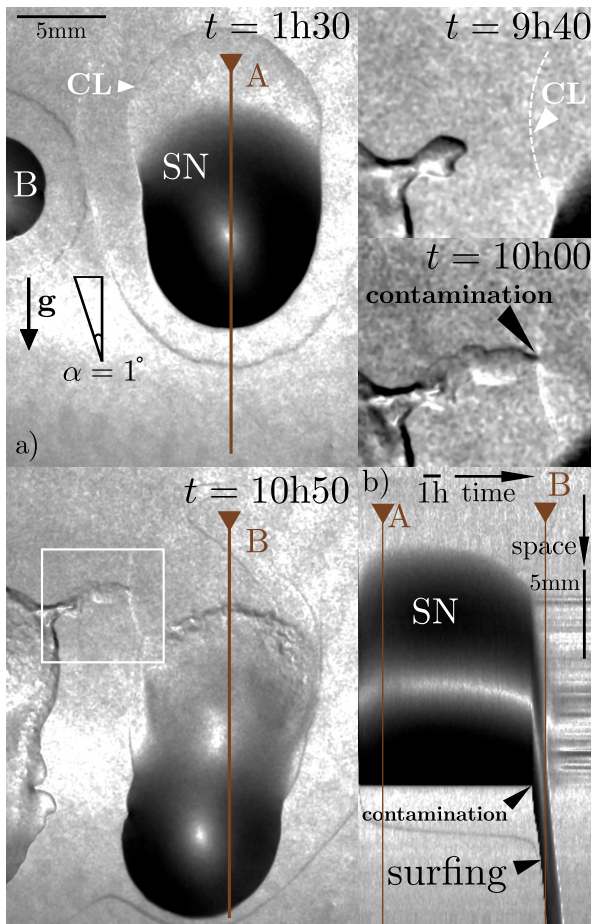 5mm
t = 1h30
CL
A
SN
B
g
α = 1°
a)
t = 9h40
CL
t = 10h00
contamination
t = 10h50
B
b)
1h
time
B
A
space
5mm
SN
contamination
surfing